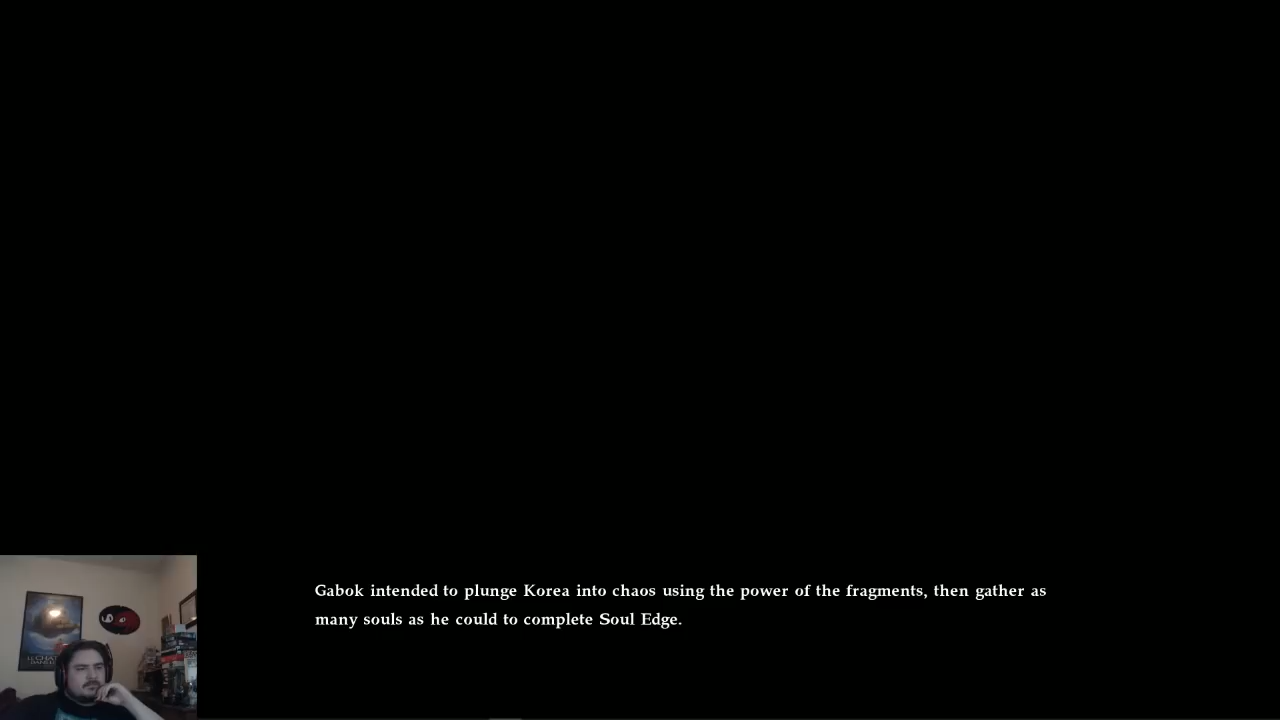 Gabok intended to plunge Korea into chaos using the power of the fragments, then gather as
many souls as he could to complete Soul Edge.